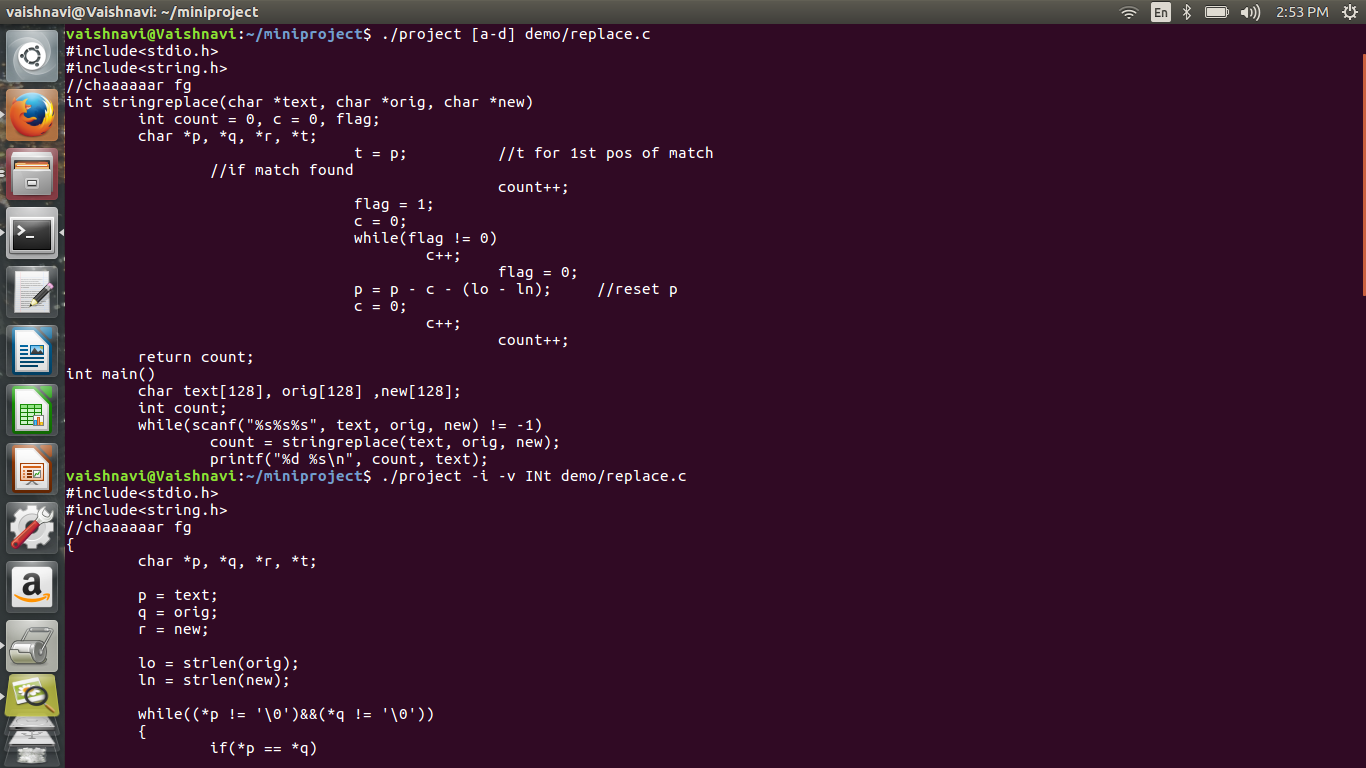 vaishnavi@Vaishnavi: ~/miniproject
En
2:53 PM
vaishnavi@Vaishnavi:~/miniproject$ ./project [a-d] demo/replace.c
#include<stdio.h>
#include<string.h>
//chaaaaaar fg
int stringreplace(char *text, char *orig, char *new)
        int count = 0, c = 0, flag;
        char *p, *q, *r, *t;
                                t = p;          //t for 1st pos of match
                //if match found
                                                count++;
                                flag = 1;
                                c = 0;
                                while(flag != 0)
                                        c++;
                                                flag = 0;
                                p = p - c - (lo - ln);     //reset p
                                c = 0;
                                        c++;
                                                count++;
        return count;
int main()
        char text[128], orig[128] ,new[128];
        int count;
        while(scanf("%s%s%s", text, orig, new) != -1)
                count = stringreplace(text, orig, new);
                printf("%d %s\n", count, text);
vaishnavi@Vaishnavi:~/miniproject$ ./project -i -v INt demo/replace.c
#include<stdio.h>
#include<string.h>
//chaaaaaar fg
{
        char *p, *q, *r, *t;
        p = text;
        q = orig;
        r = new;
        lo = strlen(orig);
        ln = strlen(new);
        while((*p != '\0')&&(*q != '\0'))
        {
                if(*p == *q)